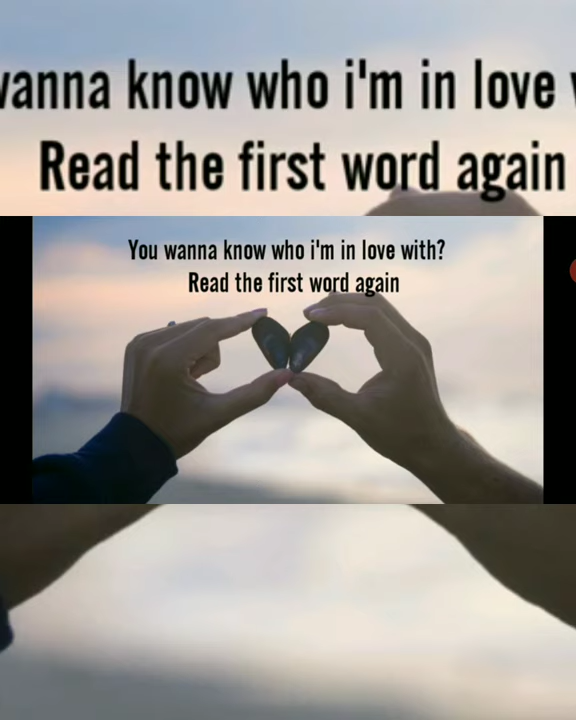 wanna know who i'm in love
Read the first word again
You wanna know who i'm in love with?
Read the first word again